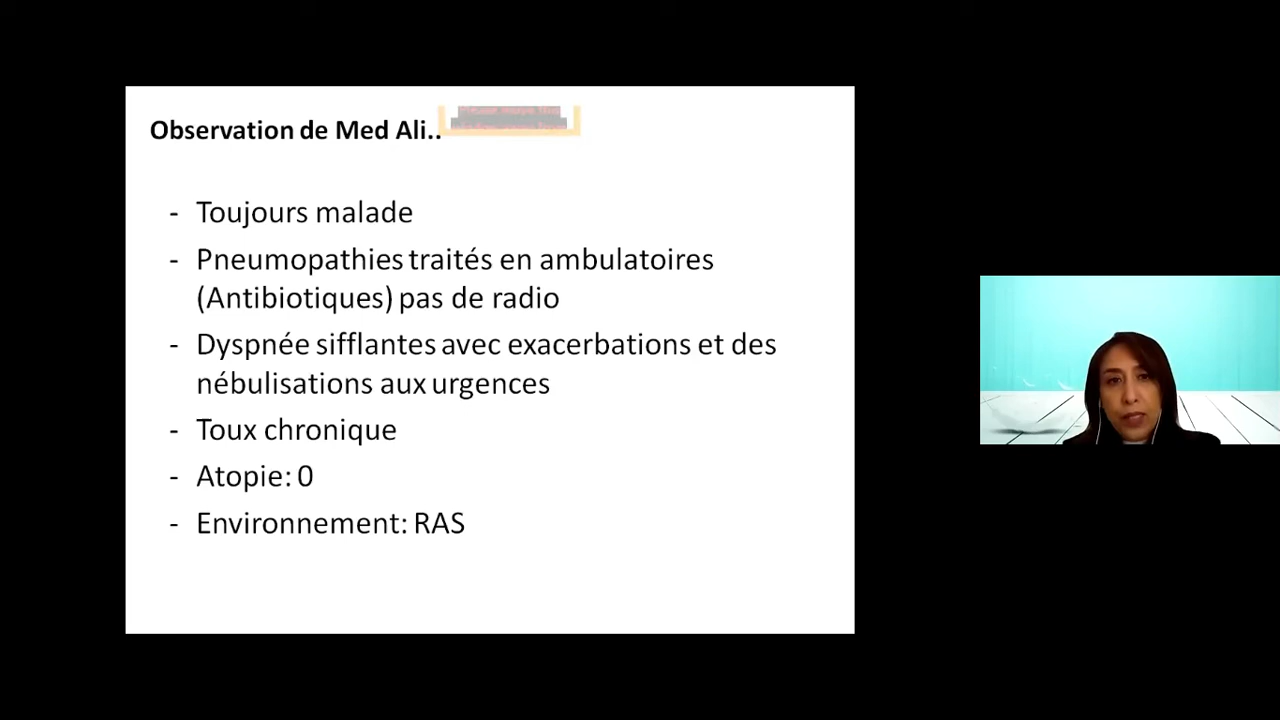 Observation de Med Ali..
- Toujours malade
- Pneumopathies traités en ambulatoires
(Antibiotiques) pas de radio
- Dyspnée sifflantes avec exacerbations et des
nébulisations aux urgences
- Toux chronique
- Atopie: 0
- Environnement: RAS